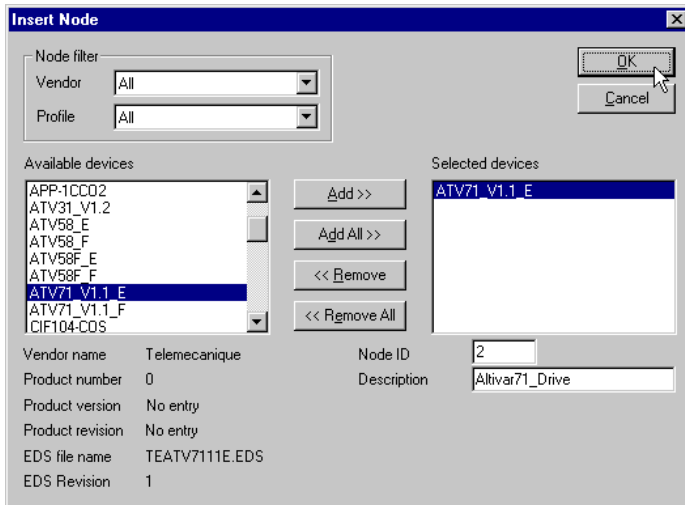 Insert Node
Node filter
Vendor All
Profile All
OK
Cancel
Available devices
APP-1CCO2
ATV31_V1.2
ATV58_E
ATV58_F
ATV58F_E
ATV58F_F
ATV71_V1.1_E
ATV71_V1.1_F
CIF104-COS
Add >>
Add All >>
<< Remove
<< Remove All
Selected devices
ATV71_V1.1_E
Vendor name Telemecanique
Product number 0
Product version No entry
Product revision No entry
EDS file name TEATV7111E.EDS
EDS Revision 1
Node ID 2
Description Altivar71_Drive